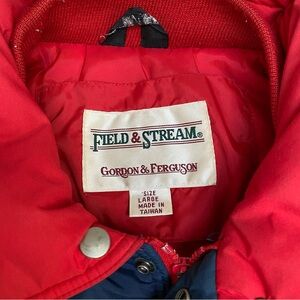 FIELD & STREAM®
GORDON & FERGUSON
SIZE
LARGE
MADE IN
TAIWAN